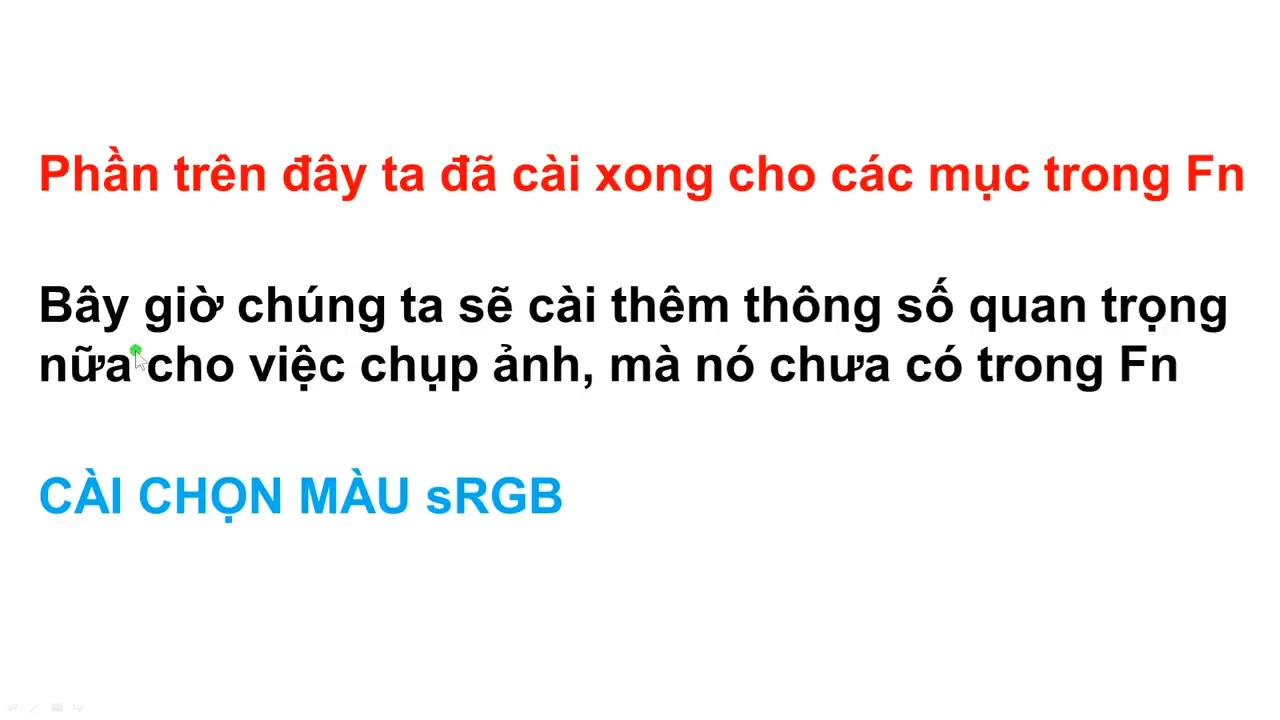 Phần trên đây ta đã cài xong cho các mục trong Fn
Bây giờ chúng ta sẽ cài thêm thông số quan trọng
nữa cho việc chụp ảnh, mà nó chưa có trong Fn
CÀI CHỌN MÀU sRGB